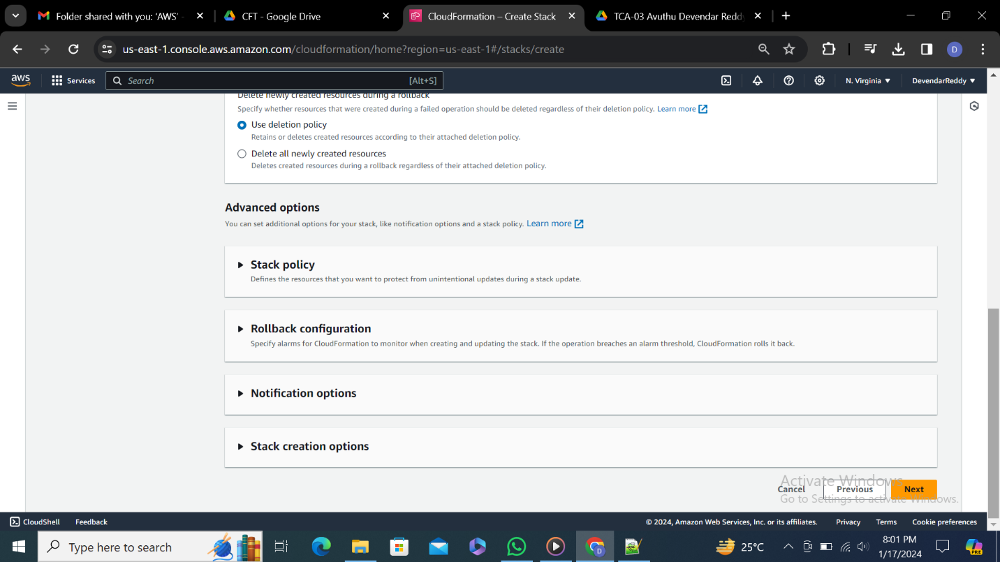 Folder shared with you: 'AWS' -
CFT - Google Drive
CloudFormation – Create Stack
TCA-03 Avuthu Devendar Reddy
us-east-1.console.aws.amazon.com/cloudformation/home?region=us-east-1#/stacks/create
D
aws
Services
Search
[Alt+S]
N. Virginia
DevendarReddy
Delete newly created resources during a rollback
Specify whether resources that were created during a failed operation should be deleted regardless of their deletion policy. Learn more
Use deletion policy
Retains or deletes created resources according to their attached deletion policy.
Delete all newly created resources
Deletes created resources during a rollback regardless of their attached deletion policy.
Advanced options
You can set additional options for your stack, like notification options and a stack policy. Learn more
Stack policy
Defines the resources that you want to protect from unintentional updates during a stack update.
Rollback configuration
Specify alarms for CloudFormation to monitor when creating and updating the stack. If the operation breaches an alarm threshold, CloudFormation rolls it back.
Notification options
Stack creation options
Activate Windows
Cancel
Previous
Next
Go to Settings to activate Windows.
CloudShell
Feedback
© 2024, Amazon Web Services, Inc. or its affiliates.
Privacy
Terms
Cookie preferences
Type here to search
D
25°C
8:01 PM
1/17/2024
PRE